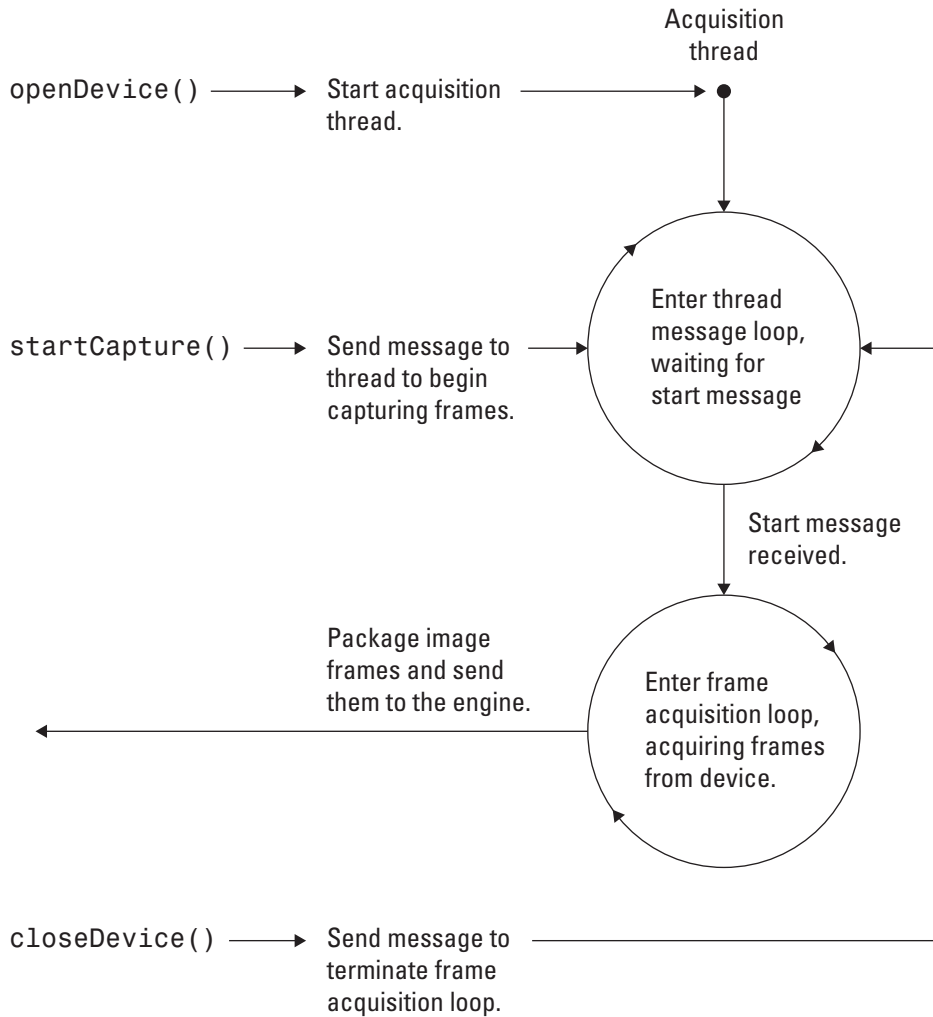 Acquisition
thread
openDevice()
Start acquisition
thread.
Enter thread
message loop,
waiting for
start message
startCapture()
Send message to
thread to begin
capturing frames.
Start message
received.
Package image
frames and send
them to the engine.
Enter frame
acquisition loop,
acquiring frames
from device.
closeDevice()
Send message to
terminate frame
acquisition loop.